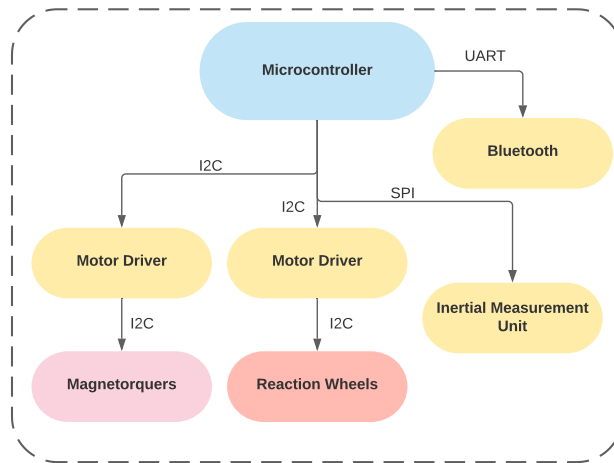 Microcontroller
UART
Bluetooth
I2C
I2C
SPI
Motor Driver
Motor Driver
Inertial Measurement
Unit
I2C
I2C
Magnetorquers
Reaction Wheels